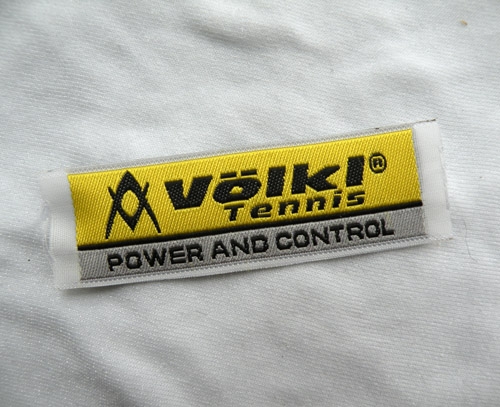 Völkl®
Tennis
POWER AND CONTROL